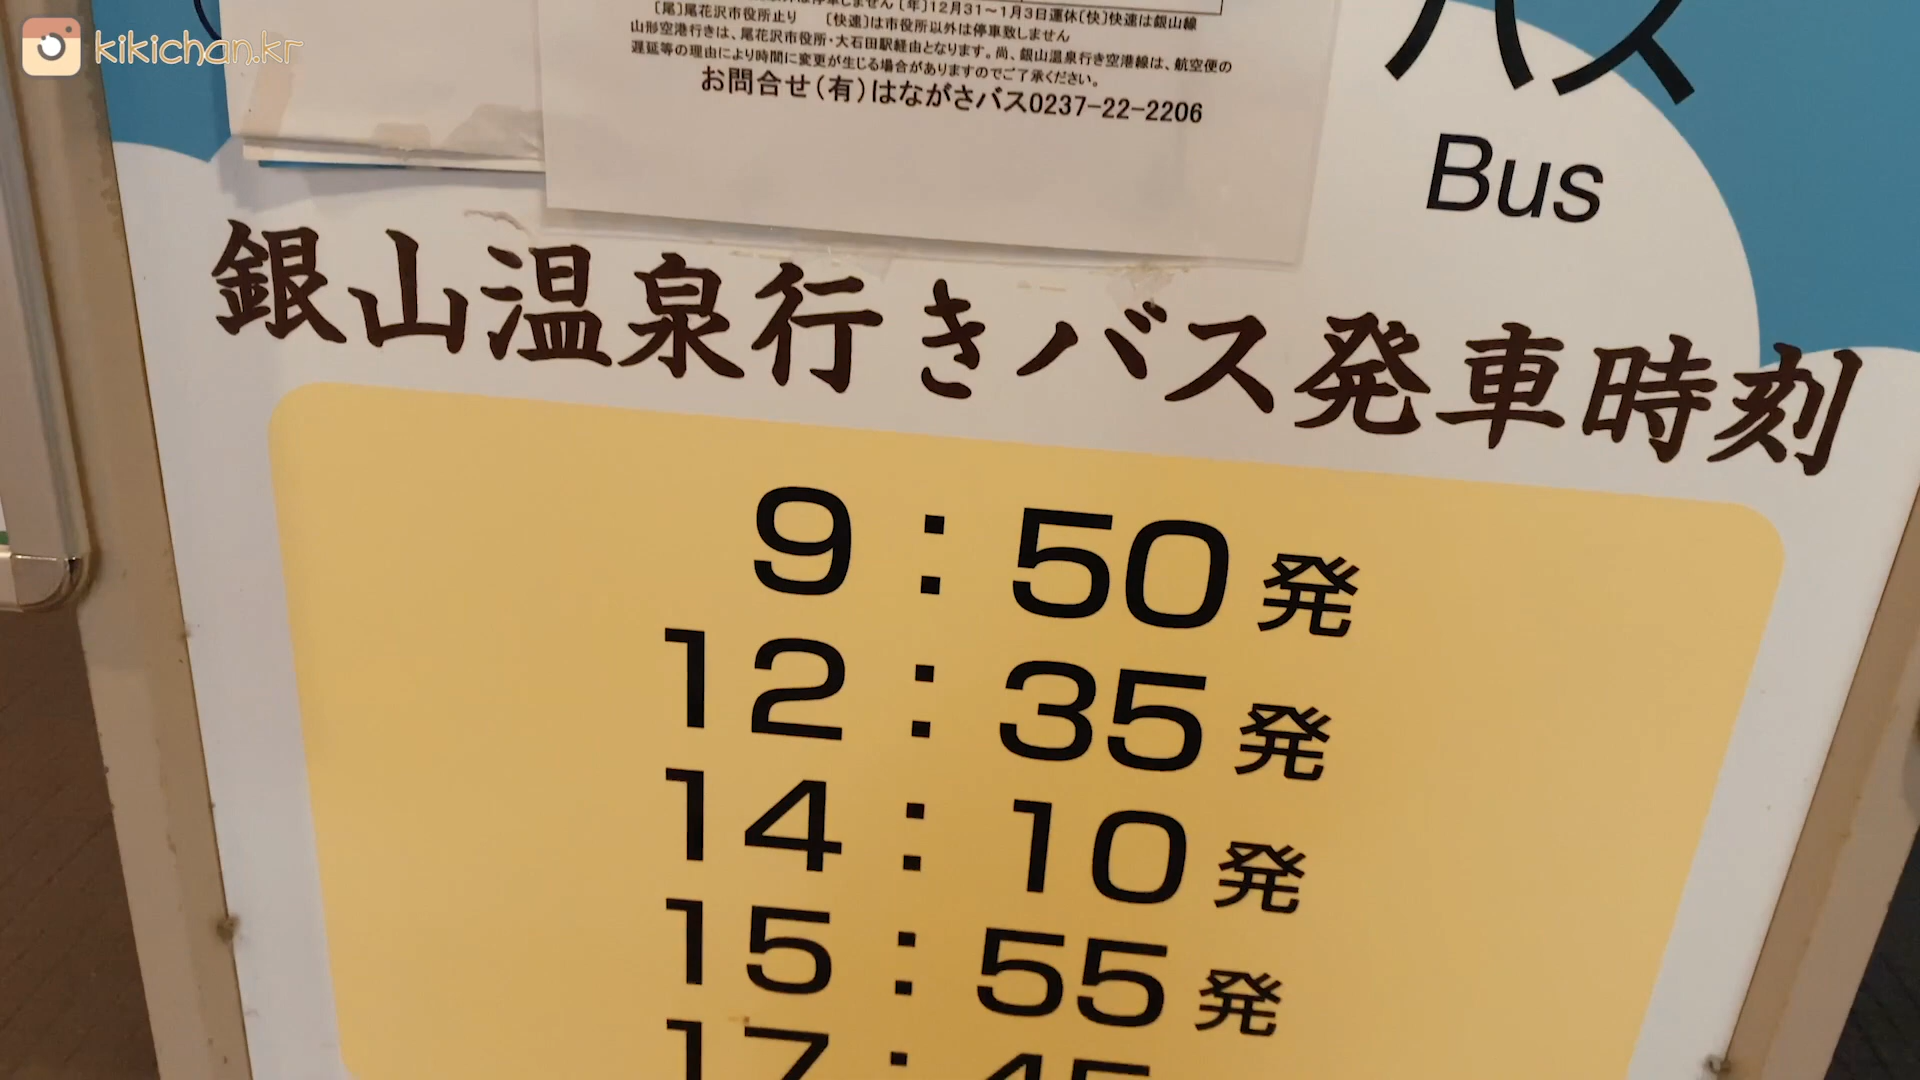 kikichan.kr
停車しません〔年〕12月31～1月3日運休〔快〕快速は銀山線
〔尾〕尾花沢市役所止り 〔快速〕は市役所以外は停車致しません
山形空港行きは、尾花沢市役所・大石田駅経由となります。尚、銀山温泉行き空港線は、航空便の
遅延等の理由により時間に変更が生じる場合がありますのでご了承ください。
お問合せ(有)はながさバス0237-22-2206
バス
Bus
銀山温泉行きバス発車時刻
9:50発
12:35発
14:10発
15:55発
17:45